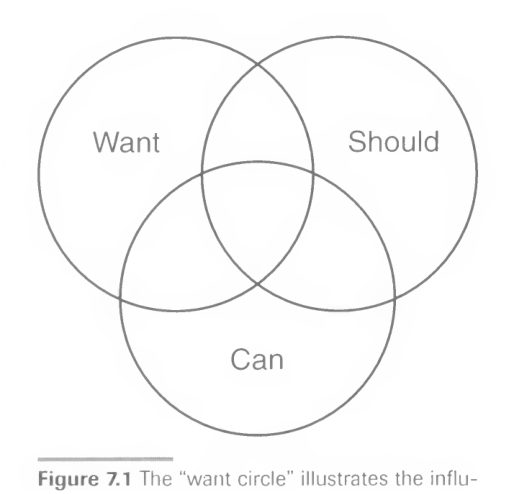 Want
Should
Can
Figure 7.1 The "want circle" illustrates the influ-